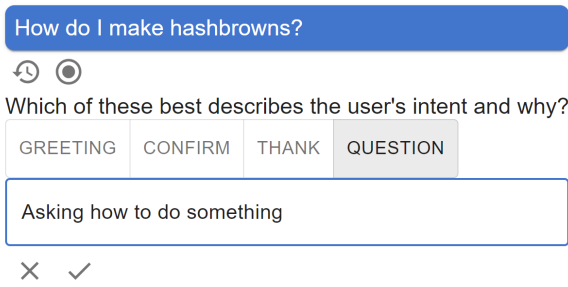 How do I make hashbrowns?
Which of these best describes the user's intent and why?
GREETING CONFIRM THANK QUESTION
Asking how to do something